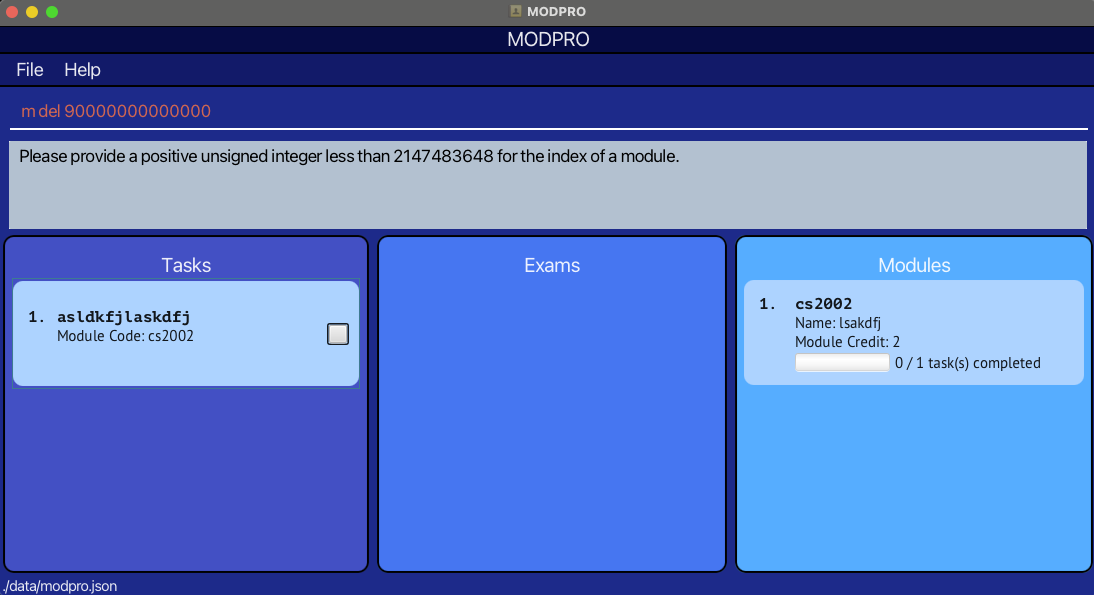 MODPRO
MODPRO
File Help
m del 90000000000000
Please provide a positive unsigned integer less than 2147483648 for the index of a module.
Tasks
1. asldkfjlaskdfj
Module Code: cs2002
Exams
Modules
1. cs2002
Name: lsakdfj
Module Credit: 2
0 / 1 task(s) completed
./data/modpro.json